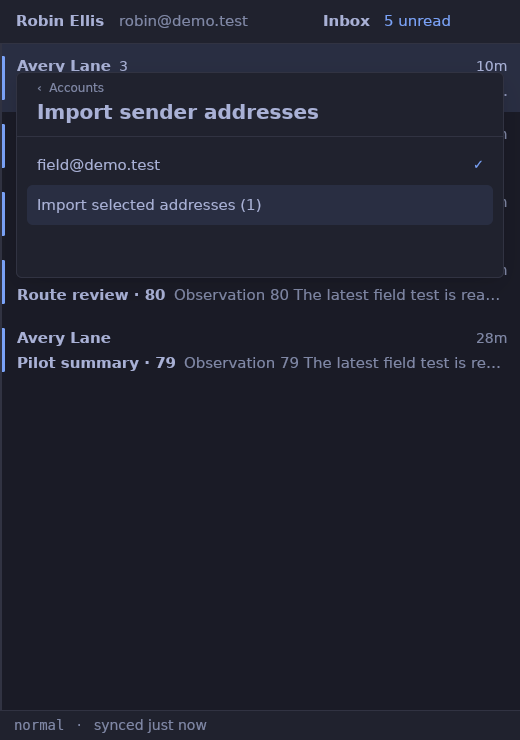 Robin Ellis robin@demo.test Inbox 5 unread
Avery Lane 3 10m
‹ Accounts
Import sender addresses
field@demo.test ✓
Import selected addresses (1)
Route review · 80 Observation 80 The latest field test is rea…
Avery Lane 28m
Pilot summary · 79 Observation 79 The latest field test is re…
normal · synced just now